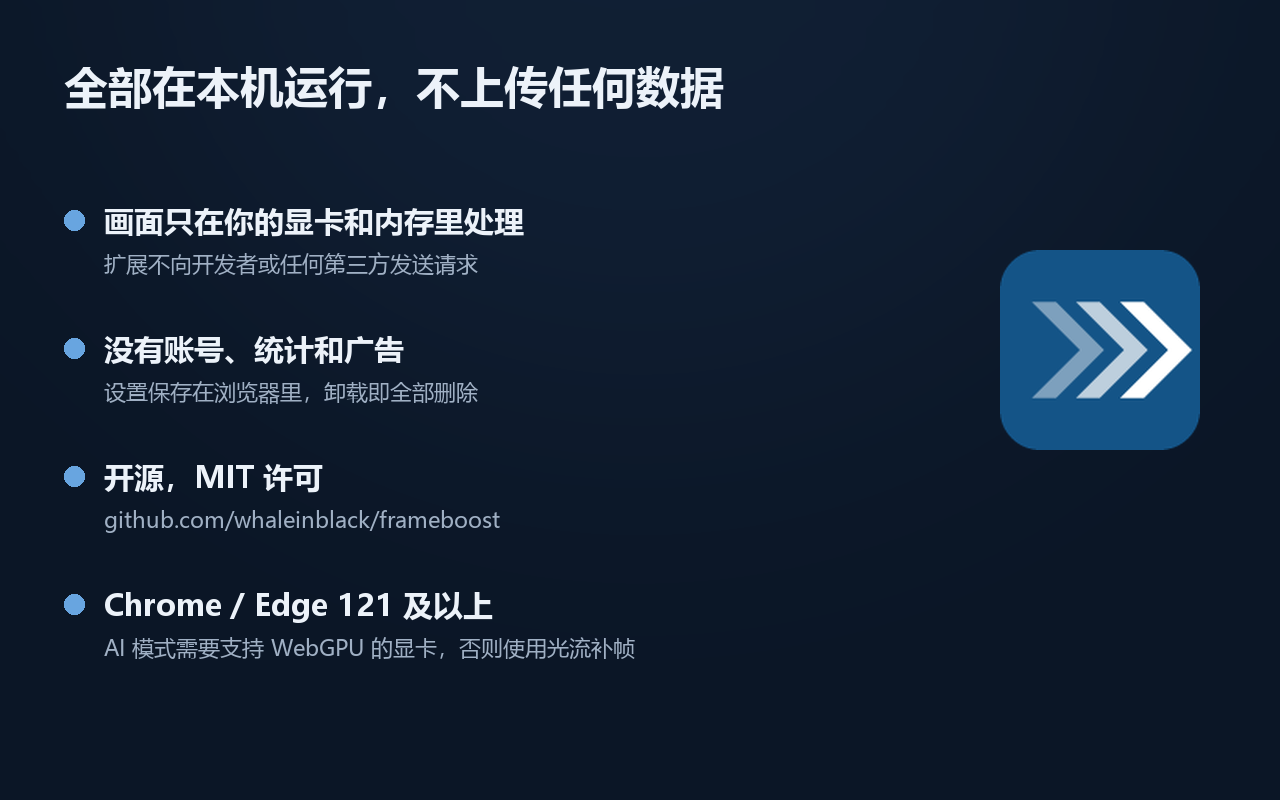 全部在本机运行，不上传任何数据
画面只在你的显卡和内存里处理
扩展不向开发者或任何第三方发送请求
没有账号、统计和广告
设置保存在浏览器里，卸载即全部删除
开源，MIT 许可
github.com/whaleinblack/frameboost
Chrome / Edge 121 及以上
AI 模式需要支持 WebGPU 的显卡，否则使用光流补帧